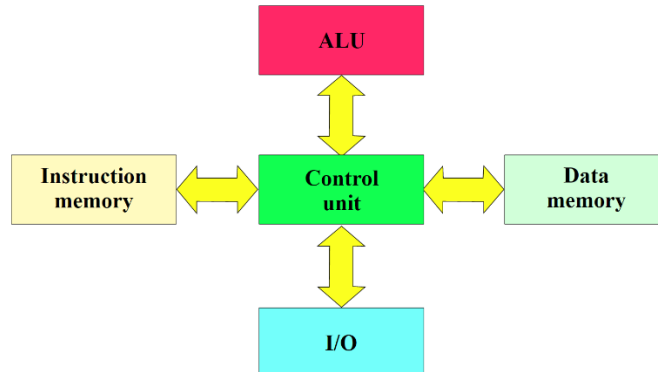 ALU
Instruction
memory
Control
unit
Data
memory
I/O